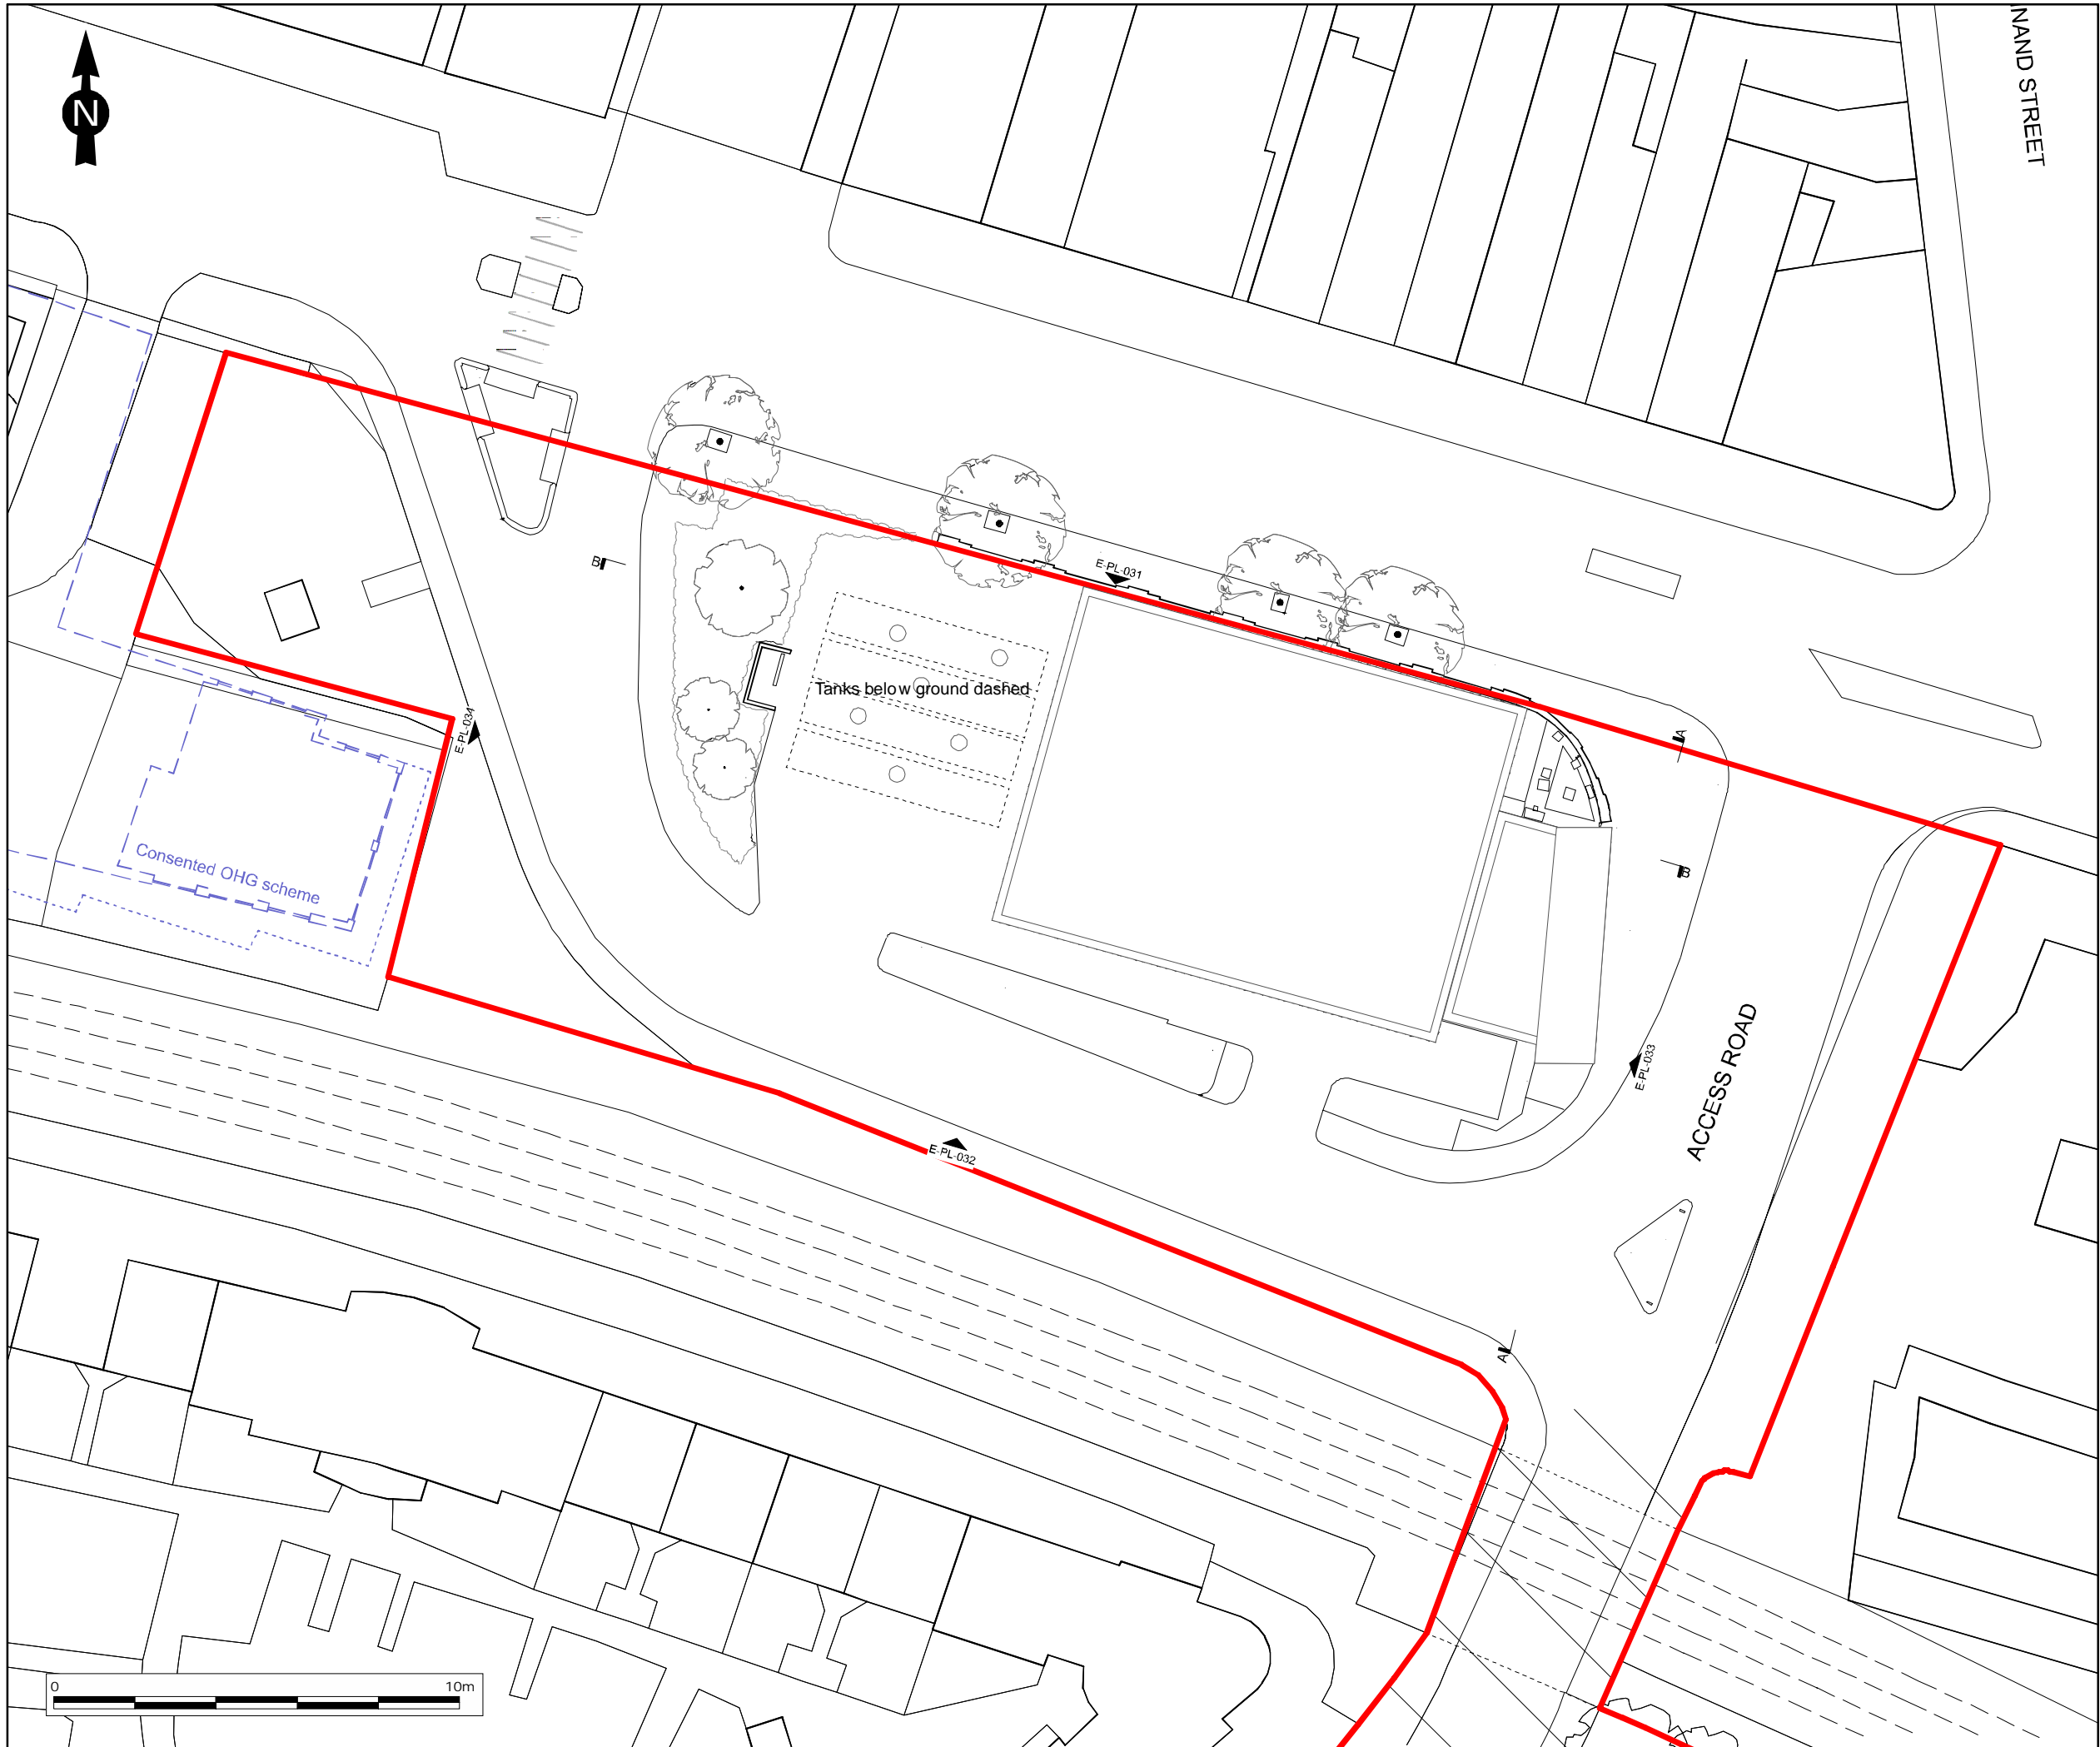 N
NAND STREET
E-PL-031
B
Tanks below ground dashed
A
E-PL-034
B
Consented OHG scheme
ACCESS ROAD
E-PL-033
E-PL-032
A
0 10m